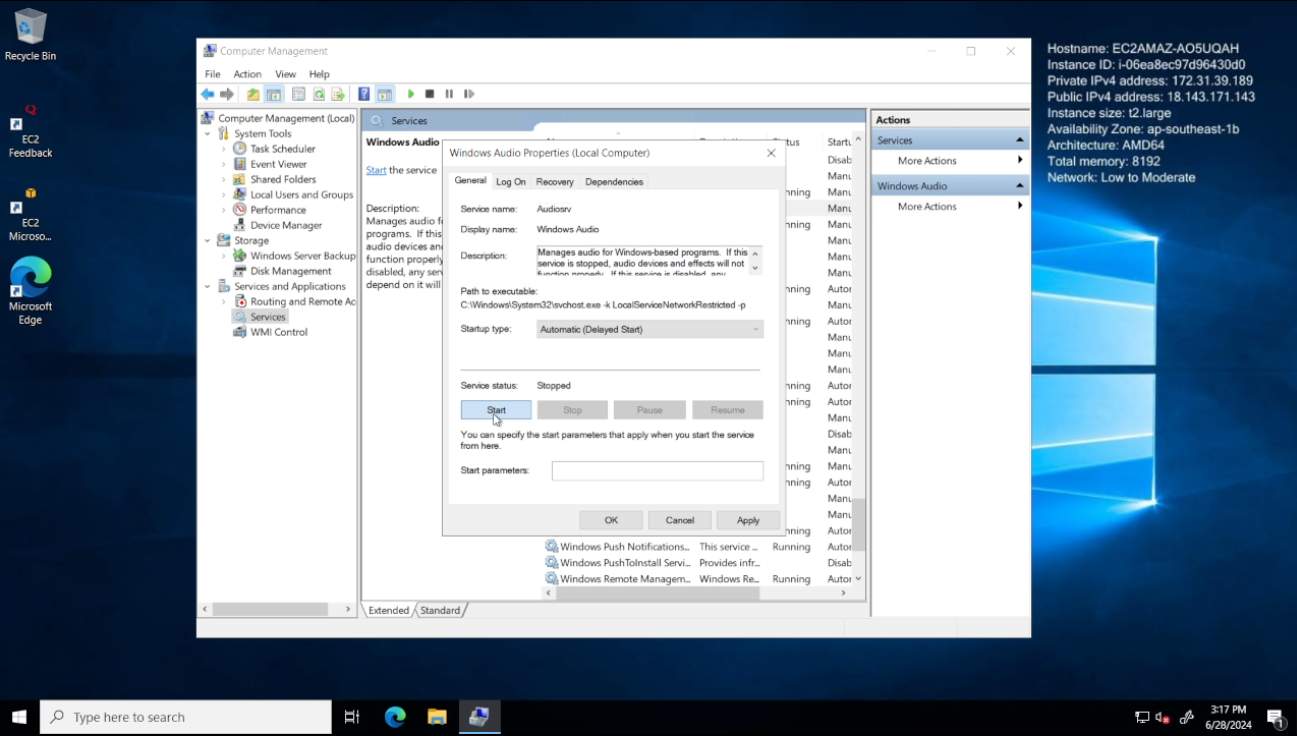 Recycle Bin
EC2
Feedback
EC2
Microso...
Microsoft
Edge
Computer Management
File Action View Help
Computer Management (Local)
System Tools
Task Scheduler
Event Viewer
Shared Folders
Local Users and Groups
Performance
Device Manager
Storage
Windows Server Backup
Disk Management
Services and Applications
Routing and Remote Ac
Services
WMI Control
Services
Windows Audio
Start the service
Description:
Manages audio f
programs. If this
audio devices an
function properly
disabled, any ser
depend on it will
Windows Audio Properties (Local Computer)
General Log On Recovery Dependencies
Service name: Audiosrv
Display name: Windows Audio
Description: Manages audio for Windows-based programs. If this
service is stopped, audio devices and effects will not
function properly. If this service is disabled, any
Path to executable:
C:\Windows\System32\svchost.exe -k LocalServiceNetworkRestricted -p
Startup type: Automatic (Delayed Start)
Service status: Stopped
Start Stop Pause Resume
You can specify the start parameters that apply when you start the service
from here.
Start parameters:
OK Cancel Apply
tus Startu
Disab
Manu
nning Manu
Manu
nning Manu
Manu
Manu
Manu
nning Autor
Manu
nning Autor
Manu
Manu
Manu
nning Autor
nning Autor
Manu
Disab
Manu
nning Manu
nning Autor
Manu
Manu
nning Autor
Windows Push Notifications... This service ... Running Autor
Windows PushToInstall Servi... Provides infr... Disab
Windows Remote Managem... Windows Re... Running Autor
Extended Standard
Actions
Services
More Actions
Windows Audio
More Actions
Hostname: EC2AMAZ-AO5UQAH
Instance ID: i-06ea8ec97d96430d0
Private IPv4 address: 172.31.39.189
Public IPv4 address: 18.143.171.143
Instance size: t2.large
Availability Zone: ap-southeast-1b
Architecture: AMD64
Total memory: 8192
Network: Low to Moderate
Type here to search
3:17 PM
6/28/2024
1